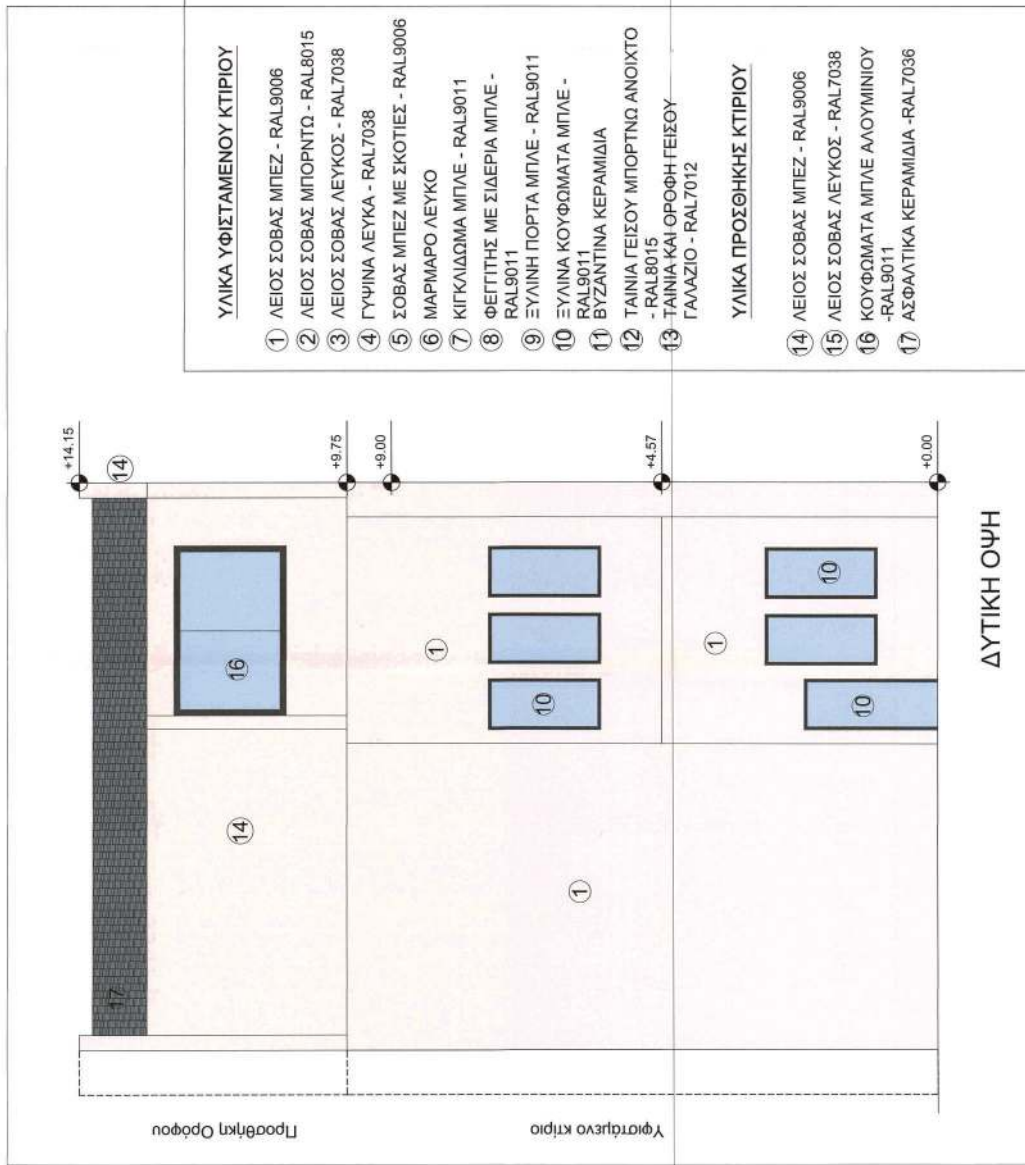 ΥΛΙΚΑ ΥΦΙΣΤΑΜΕΝΟΥ ΚΤΙΡΙΟΥ
1 ΛΕΙΟΣ ΣΟΒΑΣ ΜΠΕΖ - RAL9006
2 ΛΕΙΟΣ ΣΟΒΑΣ ΜΠΟΡΝΤΩ - RAL8015
3 ΛΕΙΟΣ ΣΟΒΑΣ ΛΕΥΚΟΣ - RAL7038
4 ΓΥΨΙΝΑ ΛΕΥΚΑ - RAL7038
5 ΣΟΒΑΣ ΜΠΕΖ ΜΕ ΣΚΟΤΙΕΣ - RAL9006
6 ΜΑΡΜΑΡΟ ΛΕΥΚΟ
7 ΚΙΓΚΛΙΔΩΜΑ ΜΠΛΕ - RAL9011
8 ΦΕΓΓΙΤΗΣ ΜΕ ΣΙΔΕΡΙΑ ΜΠΛΕ -
RAL9011
9 ΞΥΛΙΝΗ ΠΟΡΤΑ ΜΠΛΕ - RAL9011
10 ΞΥΛΙΝΑ ΚΟΥΦΩΜΑΤΑ ΜΠΛΕ -
RAL9011
11 ΒΥΖΑΝΤΙΝΑ ΚΕΡΑΜΙΔΙΑ
12 ΤΑΙΝΙΑ ΓΕΙΣΟΥ ΜΠΟΡΤΝΩ ΑΝΟΙΧΤΟ
- RAL8015
13 ΤΑΙΝΙΑ ΚΑΙ ΟΡΟΦΗ ΓΕΙΣΟΥ
ΓΑΛΑΖΙΟ - RAL7012
ΥΛΙΚΑ ΠΡΟΣΘΗΚΗΣ ΚΤΙΡΙΟΥ
14 ΛΕΙΟΣ ΣΟΒΑΣ ΜΠΕΖ - RAL9006
15 ΛΕΙΟΣ ΣΟΒΑΣ ΛΕΥΚΟΣ - RAL7038
16 ΚΟΥΦΩΜΑΤΑ ΜΠΛΕ ΑΛΟΥΜΙΝΙΟΥ
-RAL9011
17 ΑΣΦΑΛΤΙΚΑ ΚΕΡΑΜΙΔΙΑ -RAL7036
Προσθήκη Ορόφου
Υφιστάμενο κτίριο
17
14
14
16
1
1
1
10
10
10
+14.15
+9.75
+9.00
+4.57
+0.00
ΔΥΤΙΚΗ ΟΨΗ